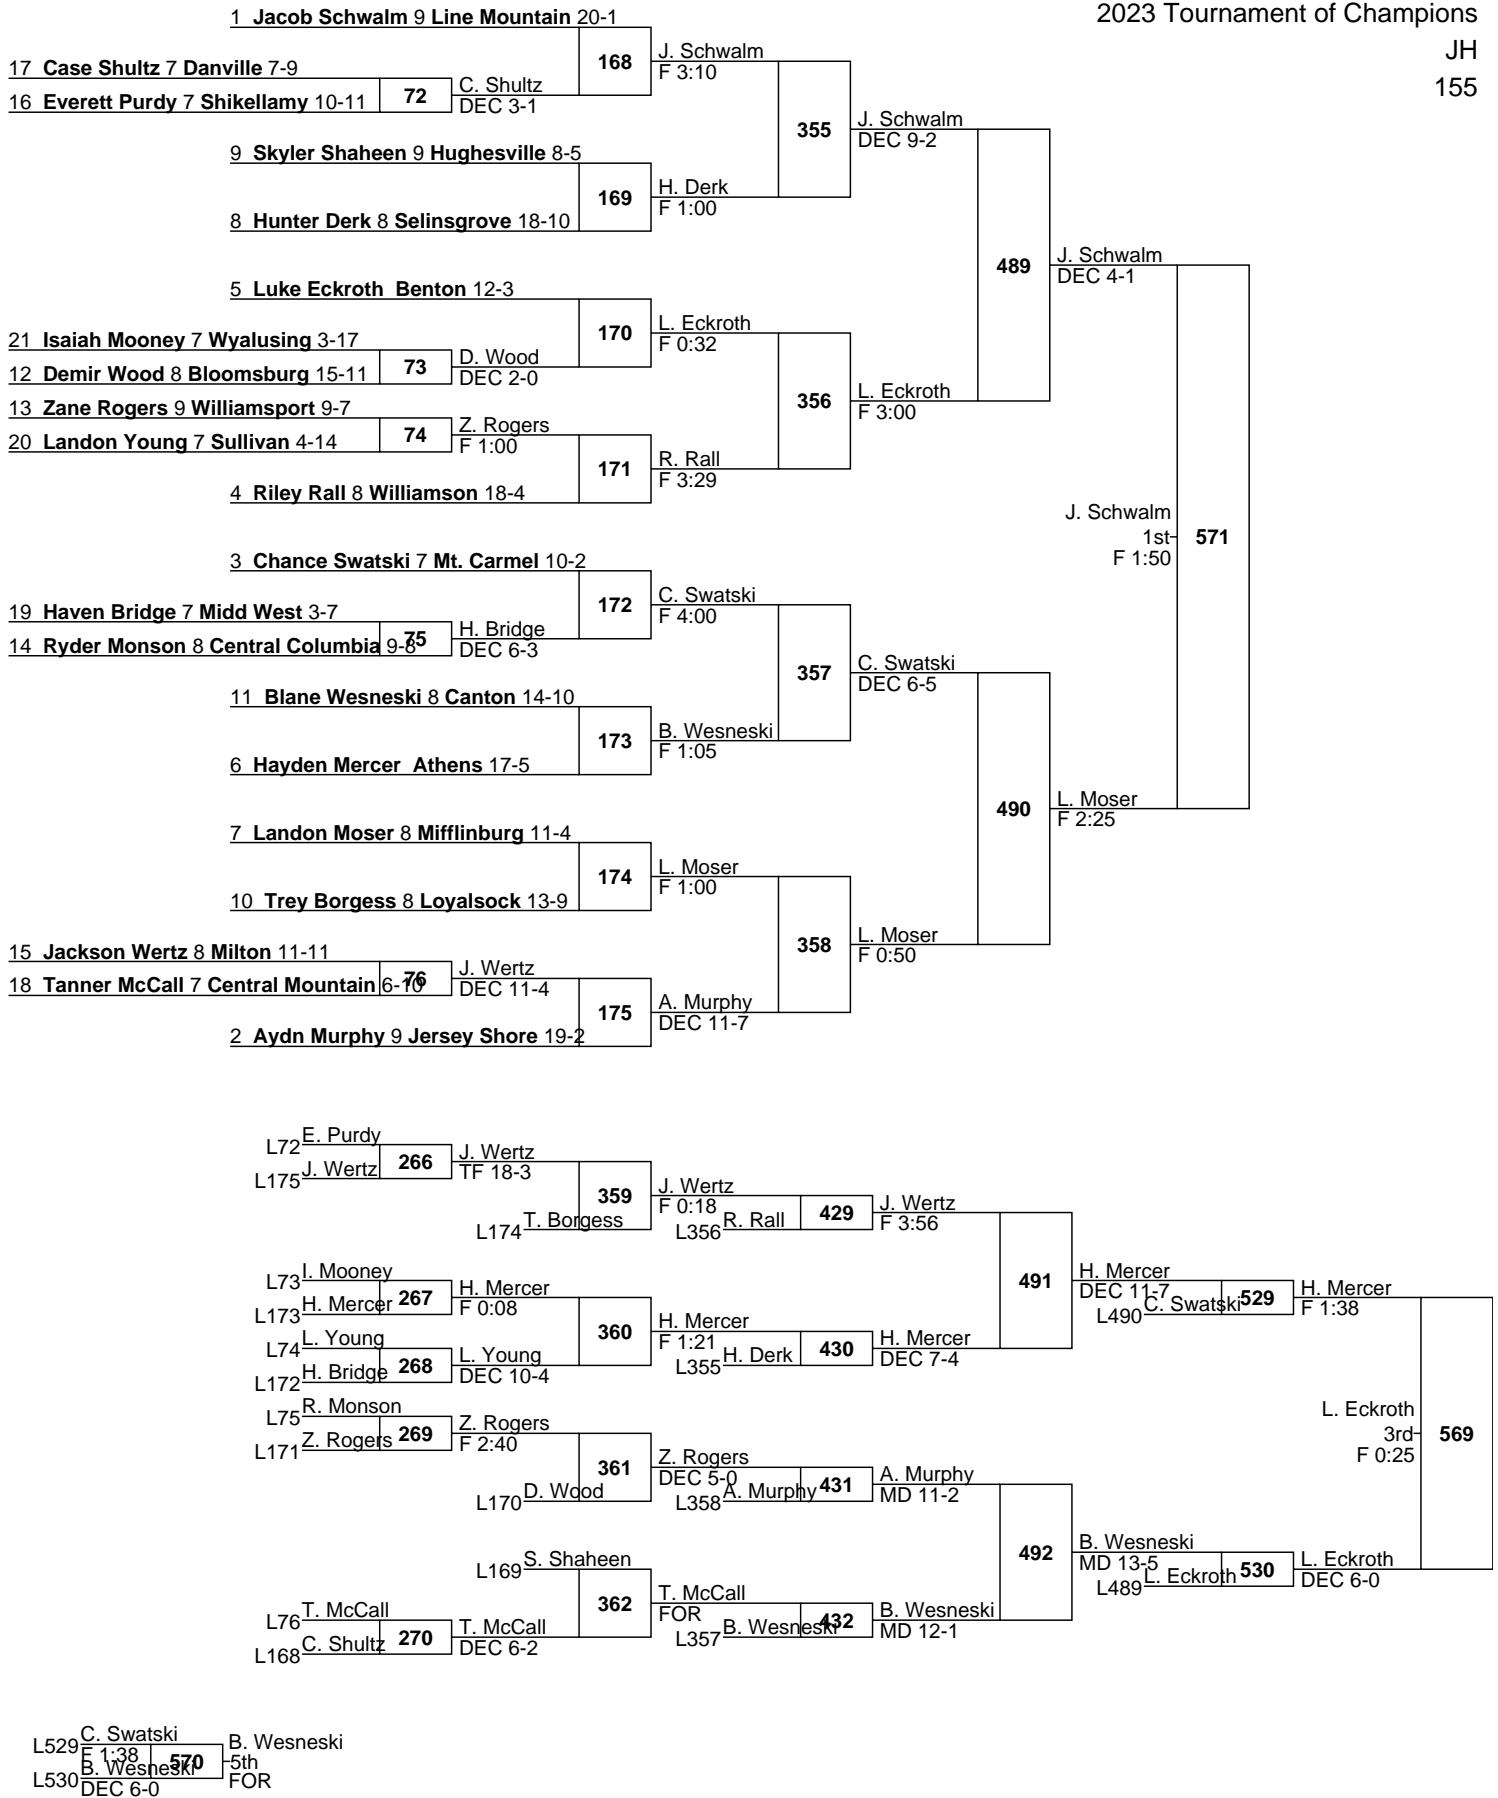 2023 Tournament of Champions
JH
155
1 Jacob Schwalm 9 Line Mountain 20-1
168
J. Schwalm
F 3:10
17 Case Shultz 7 Danville 7-9
72
C. Shultz
DEC 3-1
16 Everett Purdy 7 Shikellamy 10-11
355
J. Schwalm
DEC 9-2
9 Skyler Shaheen 9 Hughesville 8-5
169
H. Derk
F 1:00
8 Hunter Derk 8 Selinsgrove 18-10
489
J. Schwalm
DEC 4-1
5 Luke Eckroth Benton 12-3
170
L. Eckroth
F 0:32
21 Isaiah Mooney 7 Wyalusing 3-17
73
D. Wood
DEC 2-0
12 Demir Wood 8 Bloomsburg 15-11
356
L. Eckroth
F 3:00
13 Zane Rogers 9 Williamsport 9-7
74
Z. Rogers
F 1:00
20 Landon Young 7 Sullivan 4-14
171
R. Rall
F 3:29
4 Riley Rall 8 Williamson 18-4
J. Schwalm
1st
F 1:50
571
3 Chance Swatski 7 Mt. Carmel 10-2
172
C. Swatski
F 4:00
19 Haven Bridge 7 Midd West 3-7
75
H. Bridge
DEC 6-3
14 Ryder Monson 8 Central Columbia 9-8
357
C. Swatski
DEC 6-5
11 Blane Wesneski 8 Canton 14-10
173
B. Wesneski
F 1:05
6 Hayden Mercer Athens 17-5
490
L. Moser
F 2:25
7 Landon Moser 8 Mifflinburg 11-4
174
L. Moser
F 1:00
10 Trey Borgess 8 Loyalsock 13-9
358
L. Moser
F 0:50
15 Jackson Wertz 8 Milton 11-11
76
J. Wertz
DEC 11-4
18 Tanner McCall 7 Central Mountain 6-10
175
A. Murphy
DEC 11-7
2 Aydn Murphy 9 Jersey Shore 19-2
L72 E. Purdy
266
J. Wertz
TF 18-3
L175 J. Wertz
359
J. Wertz
F 0:18
L174 T. Borgess
L356 R. Rall
429
J. Wertz
F 3:56
L73 I. Mooney
267
H. Mercer
F 0:08
L173 H. Mercer
491
H. Mercer
DEC 11-7
L490 C. Swatski
529
H. Mercer
F 1:38
360
H. Mercer
F 1:21
L74 L. Young
268
L. Young
DEC 10-4
L172 H. Bridge
L355 H. Derk
430
H. Mercer
DEC 7-4
L75 R. Monson
269
Z. Rogers
F 2:40
L171 Z. Rogers
L. Eckroth
3rd
F 0:25
569
361
Z. Rogers
DEC 5-0
L170 D. Wood
L358 A. Murphy
431
A. Murphy
MD 11-2
492
B. Wesneski
MD 13-5
L489 L. Eckroth
530
L. Eckroth
DEC 6-0
L169 S. Shaheen
362
T. McCall
FOR
L76 T. McCall
270
T. McCall
DEC 6-2
L168 C. Shultz
L357 B. Wesneski
432
B. Wesneski
MD 12-1
L529 C. Swatski
F 1:38
570
B. Wesneski
5th
FOR
L530 B. Wesneski
DEC 6-0